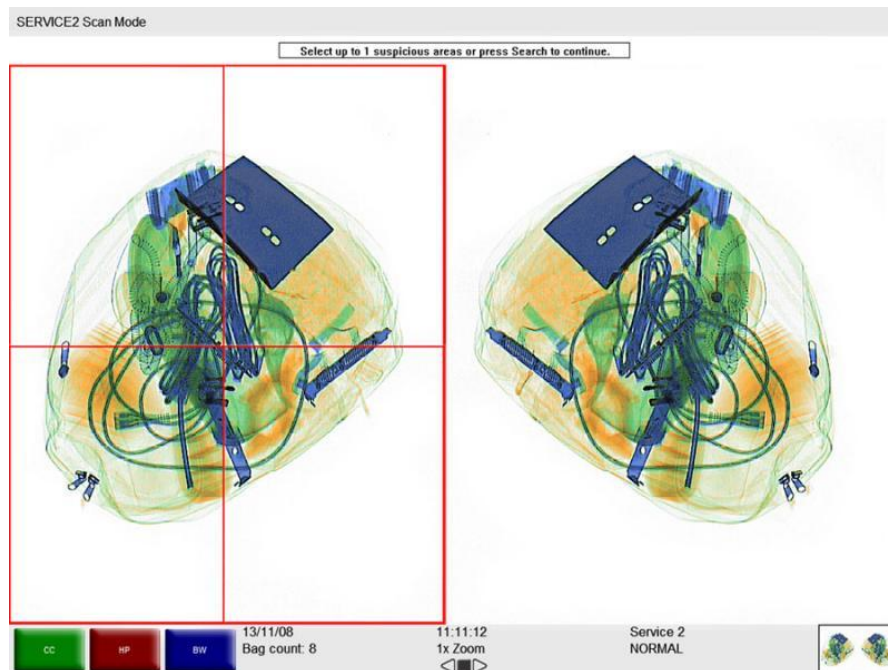 SERVICE2 Scan Mode
Select up to 1 suspicious areas or press Search to continue.
CC
HP
BW
13/11/08
Bag count: 8
11:11:12
1x Zoom
Service 2
NORMAL